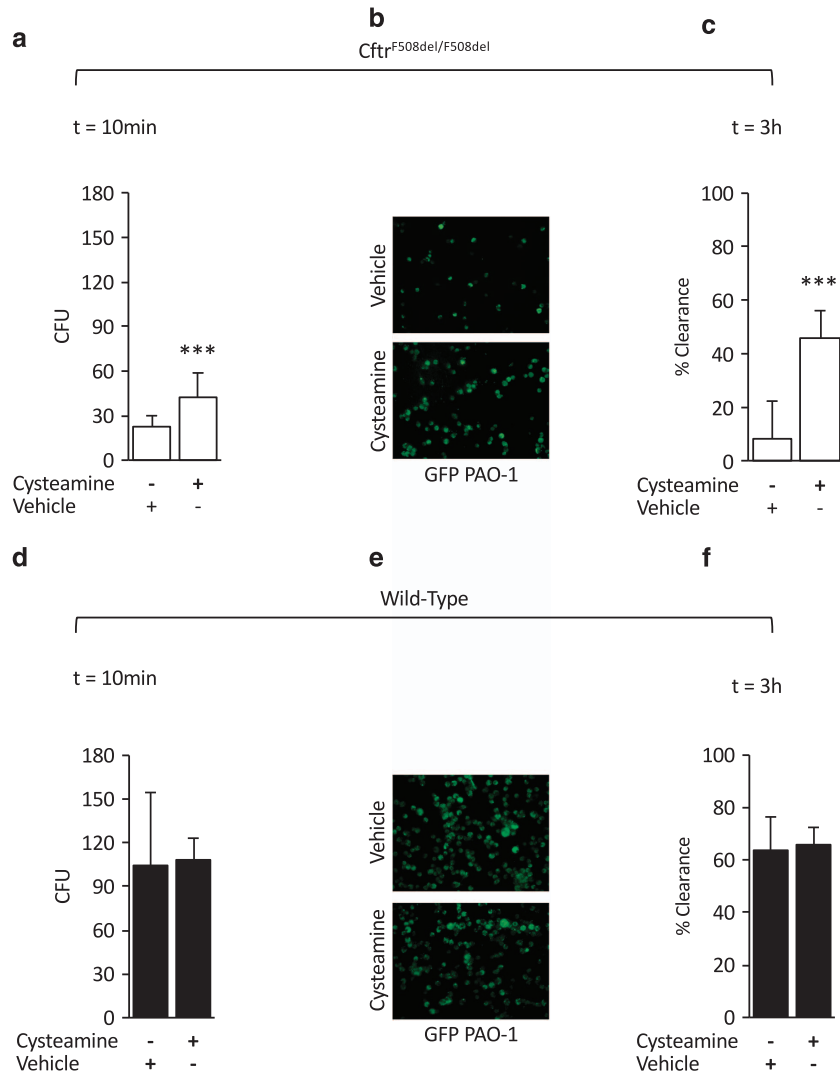 a
b
c
Cftr^F508del/F508del
t = 10min
t = 3h
180
150
120
90
60
30
0
CFU
***
Cysteamine - +
Vehicle + -
Vehicle
Cysteamine
GFP PAO-1
100
80
60
40
20
0
% Clearance
***
Cysteamine - +
Vehicle + -
d
e
f
Wild-Type
t = 10min
t = 3h
180
150
120
90
60
30
0
CFU
Cysteamine - +
Vehicle + -
Vehicle
Cysteamine
GFP PAO-1
100
80
60
40
20
0
% Clearance
Cysteamine - +
Vehicle + -